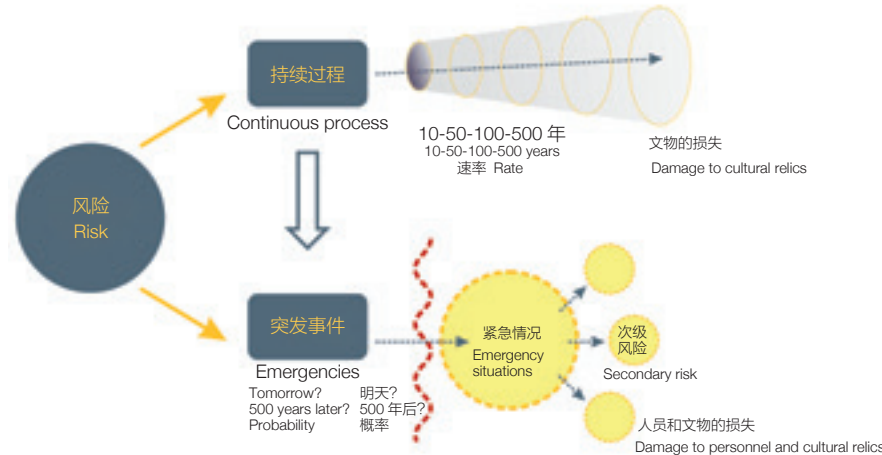 持续过程
Continuous process
10-50-100-500 年
10-50-100-500 years
速率 Rate
文物的损失
Damage to cultural relics
风险
Risk
突发事件
Emergencies
Tomorrow? 明天?
500 years later? 500 年后?
Probability 概率
紧急情况
Emergency
situations
次级
风险
Secondary risk
人员和文物的损失
Damage to personnel and cultural relics